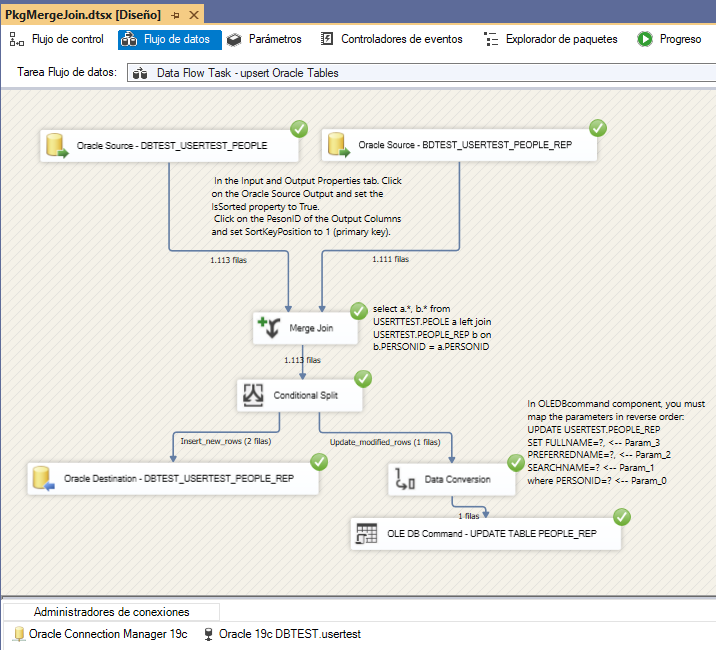 PkgMergeJoin.dtsx [Diseño]
Flujo de control
Flujo de datos
Parámetros
Controladores de eventos
Explorador de paquetes
Progreso
Tarea Flujo de datos:
Data Flow Task - upsert Oracle Tables
Oracle Source - DBTEST_USERTEST_PEOPLE
Oracle Source - BDTEST_USERTEST_PEOPLE_REP
In the Input and Output Properties tab. Click
on the Oracle Source Output and set the
IsSorted property to True.
Click on the PesonID of the Output Columns
and set SortKeyPosition to 1 (primary key).
1.113 filas
1.111 filas
Merge Join
select a.*, b.* from
USERTTEST.PEOLE a left join
USERTEST.PEOPLE_REP b on
b.PERSONID = a.PERSONID
1.113 filas
Conditional Split
Insert_new_rows (2 filas)
Update_modified_rows (1 filas)
In OLEDBcommand component, you must
map the parameters in reverse order:
UPDATE USERTEST.PEOPLE_REP
SET FULLNAME=?, <-- Param_3
PREFERREDNAME=?, <-- Param_2
SEARCHNAME=? <-- Param_1
where PERSONID=? <-- Param_0
Oracle Destination - DBTEST_USERTEST_PEOPLE_REP
Data Conversion
1 filas
OLE DB Command - UPDATE TABLE PEOPLE_REP
Administradores de conexiones
Oracle Connection Manager 19c
Oracle 19c DBTEST.usertest